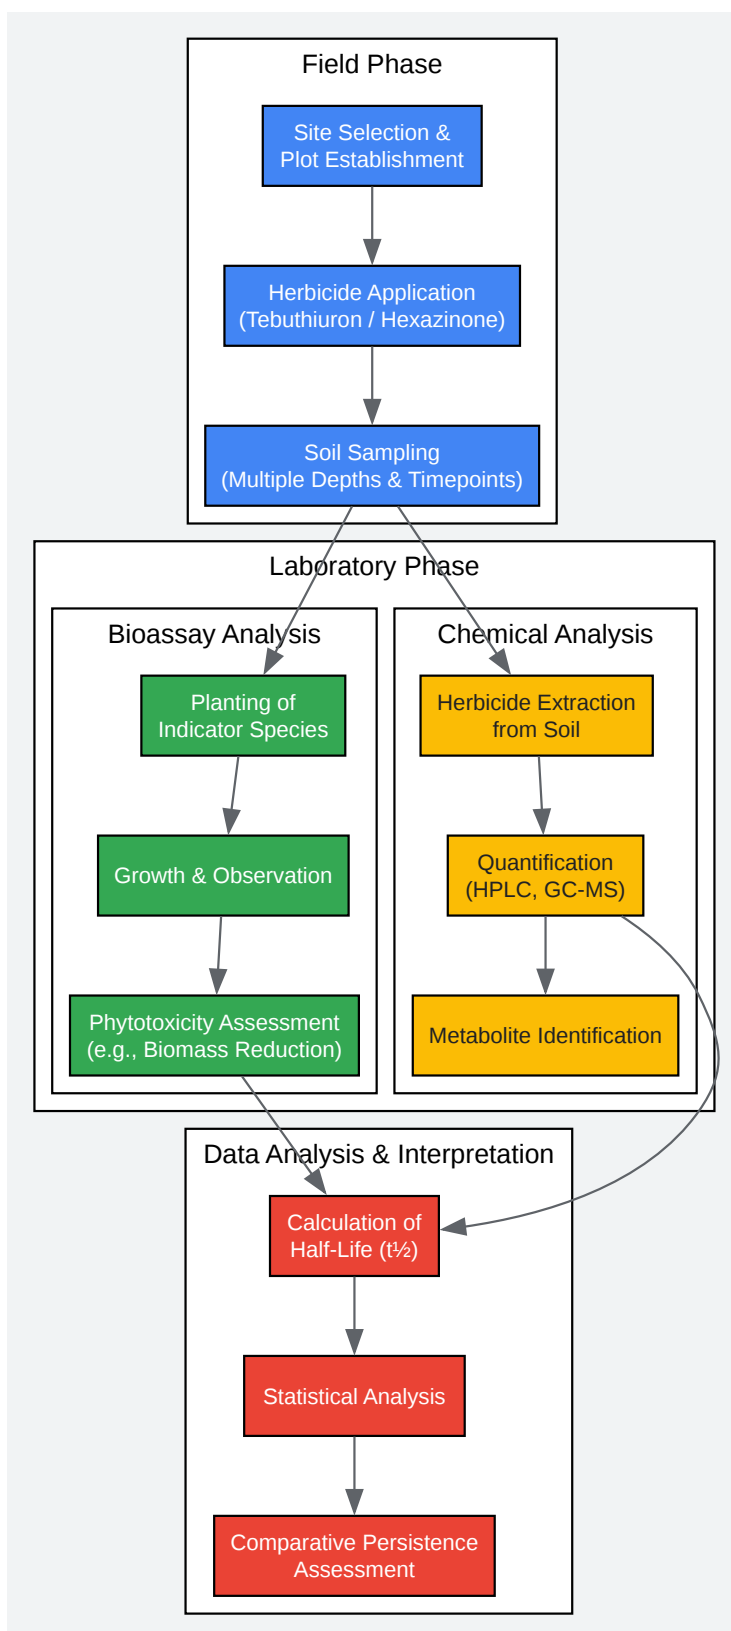 Field Phase
Site Selection &
Plot Establishment
Herbicide Application
(Tebuthiuron / Hexazinone)
Soil Sampling
(Multiple Depths & Timepoints)
Laboratory Phase
Bioassay Analysis
Planting of
Indicator Species
Growth & Observation
Phytotoxicity Assessment
(e.g., Biomass Reduction)
Chemical Analysis
Herbicide Extraction
from Soil
Quantification
(HPLC, GC-MS)
Metabolite Identification
Data Analysis & Interpretation
Calculation of
Half-Life (t½)
Statistical Analysis
Comparative Persistence
Assessment